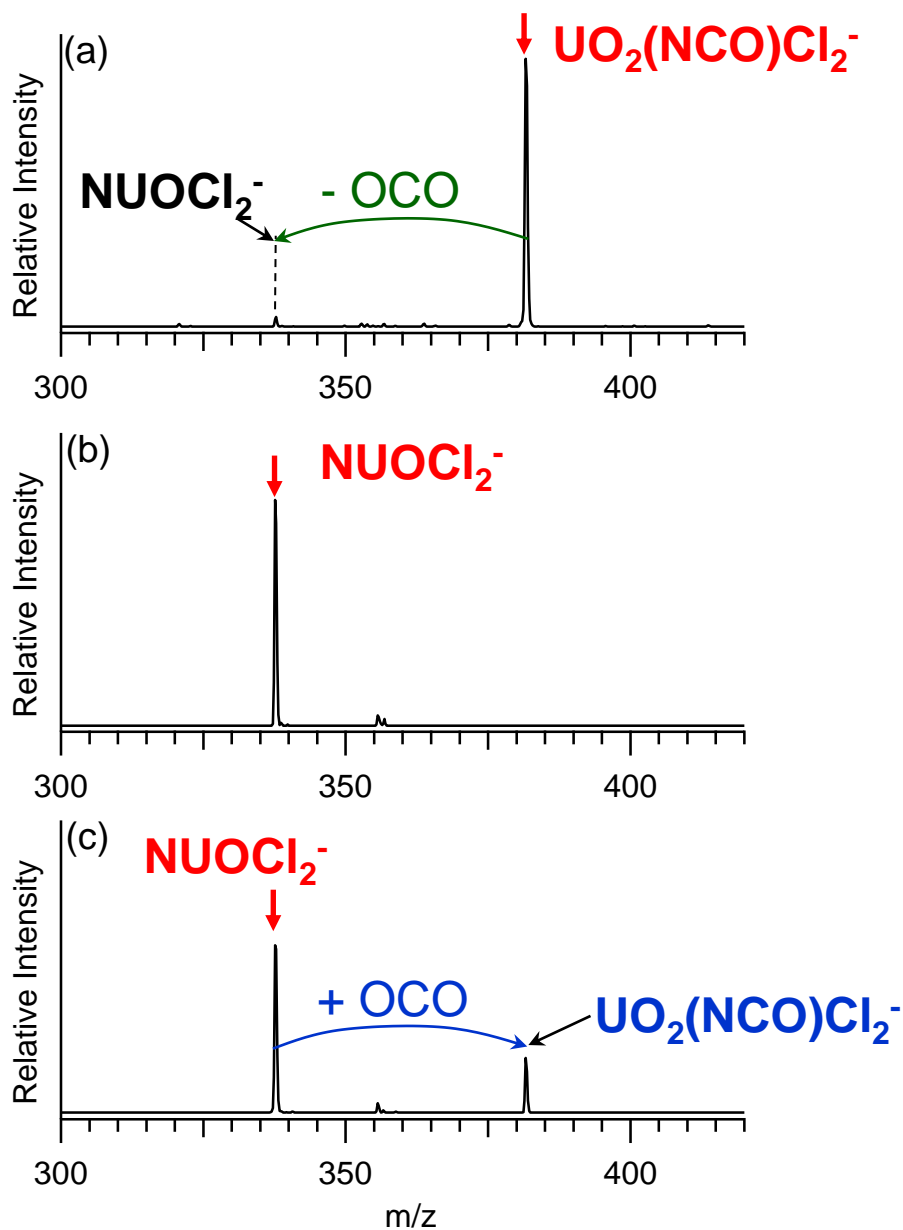 (a)
UO₂(NCO)Cl₂⁻
NUOCl₂⁻
- OCO
Relative Intensity
300 350 400
(b)
NUOCl₂⁻
Relative Intensity
300 350 400
(c)
NUOCl₂⁻
+ OCO
UO₂(NCO)Cl₂⁻
Relative Intensity
300 350 400
m/z